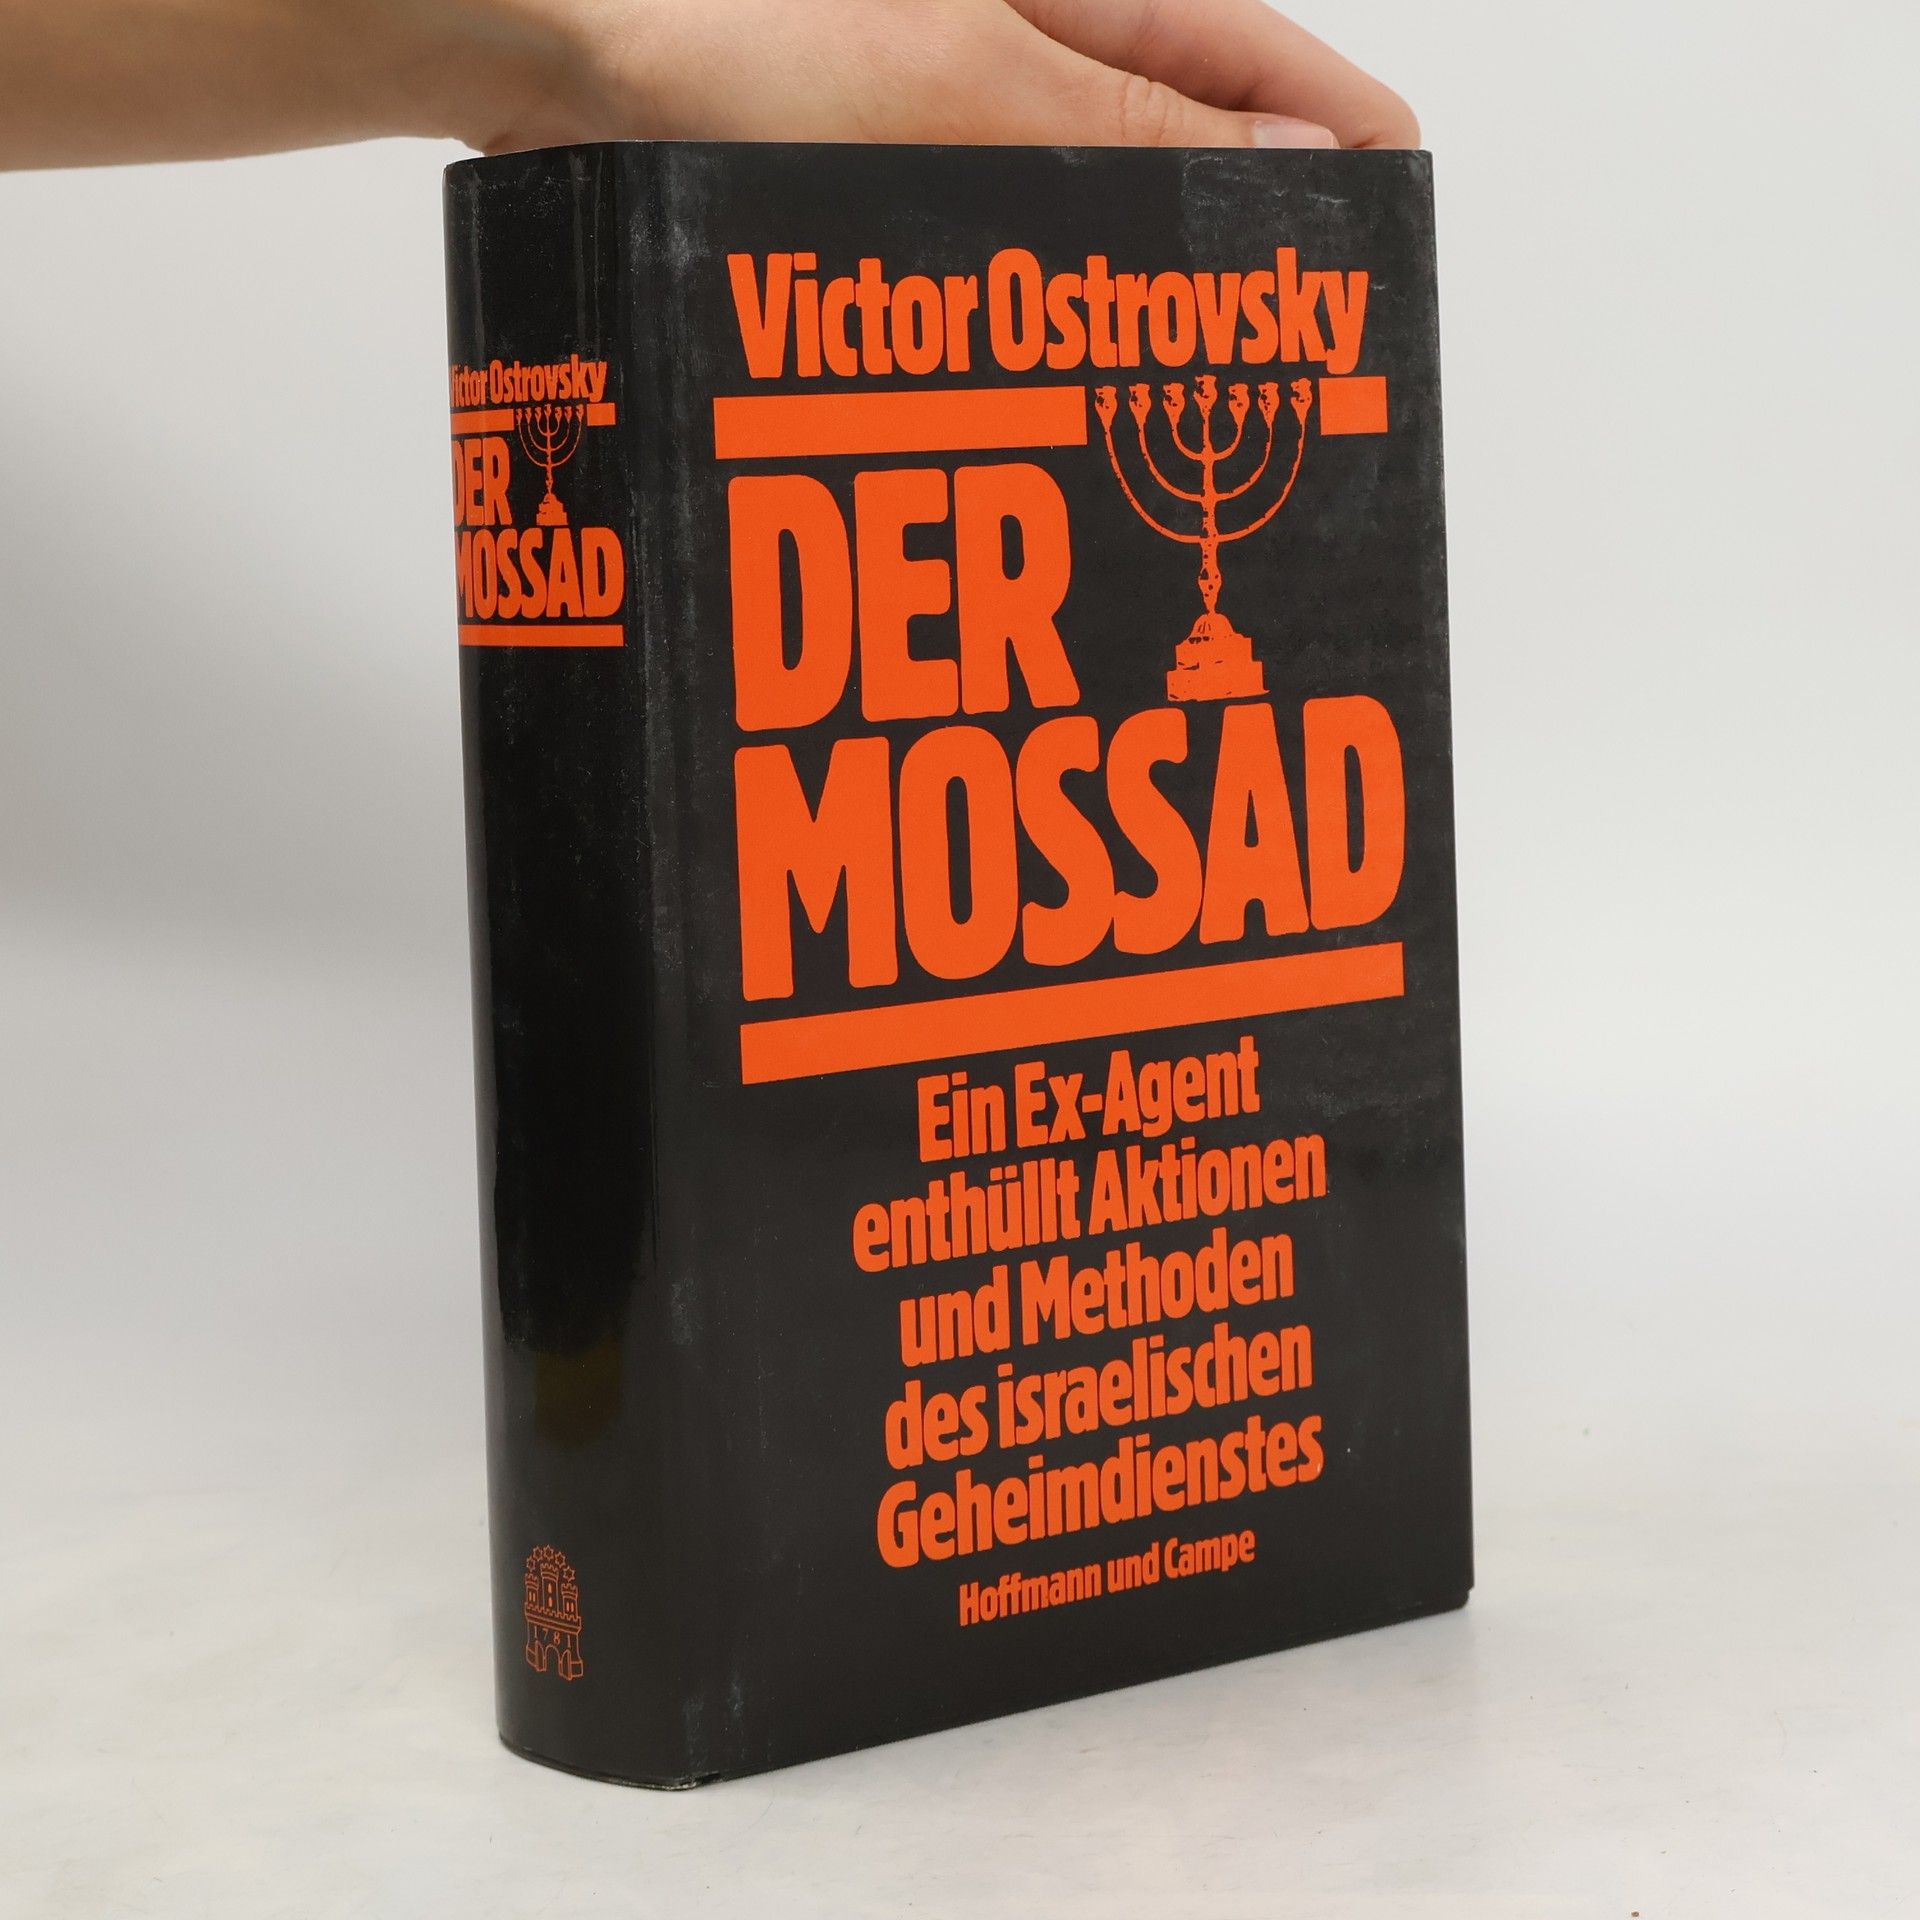 Victor Ostrovsky
DER
MOSSAD
Ein Ex-Agent
enthüllt Aktionen
und Methoden
des israelischen
Geheimdienstes
Hoffmann und Campe
Victor Ostrovsky
DER
MOSSAD
1781